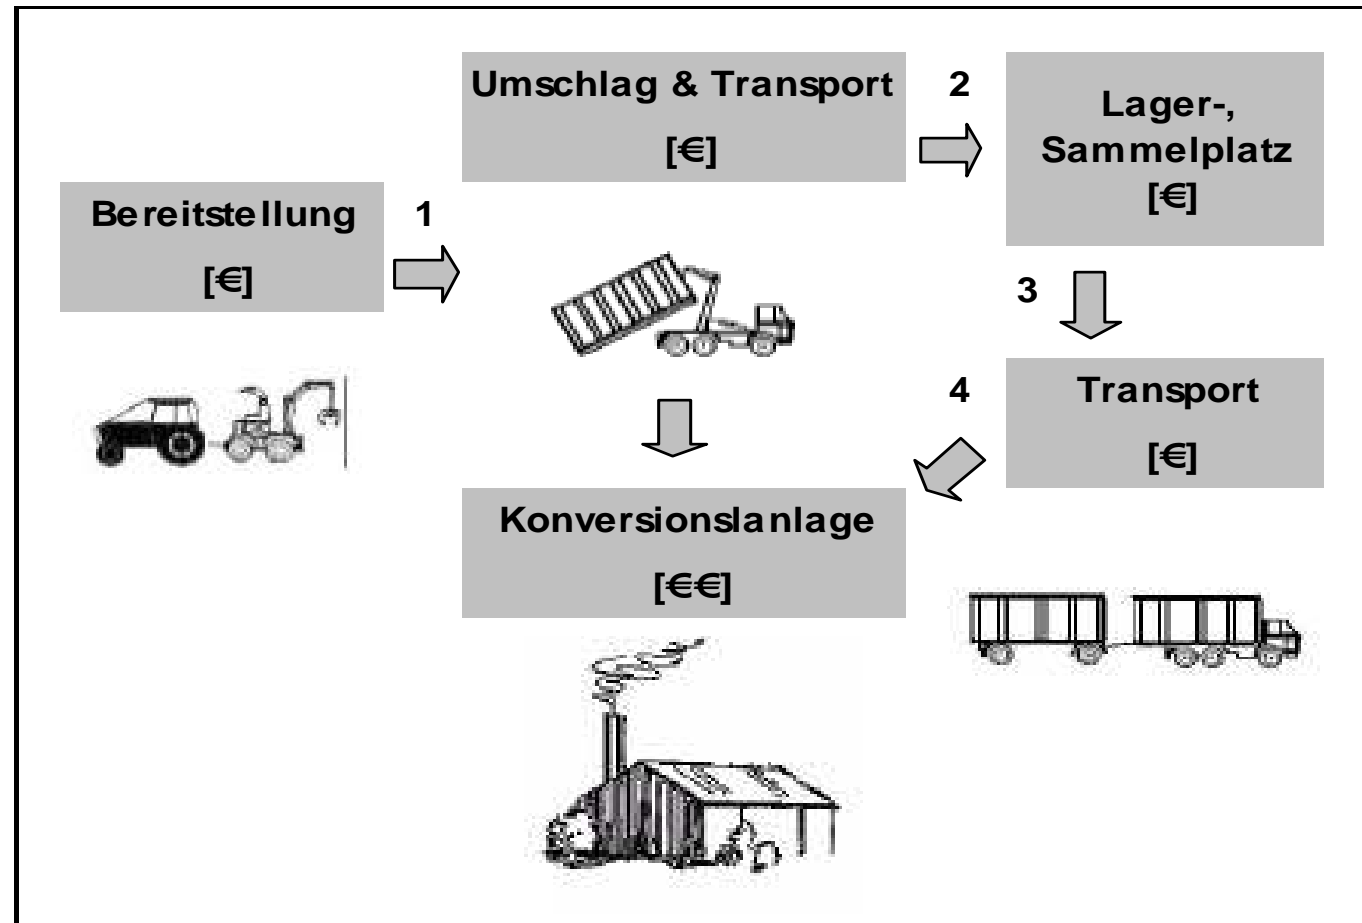 Bereitstellung
[€]
1
Umschlag & Transport
[€]
2
Lager-,
Sammelplatz
[€]
3
Transport
[€]
4
Konversionslanlage
[€€]